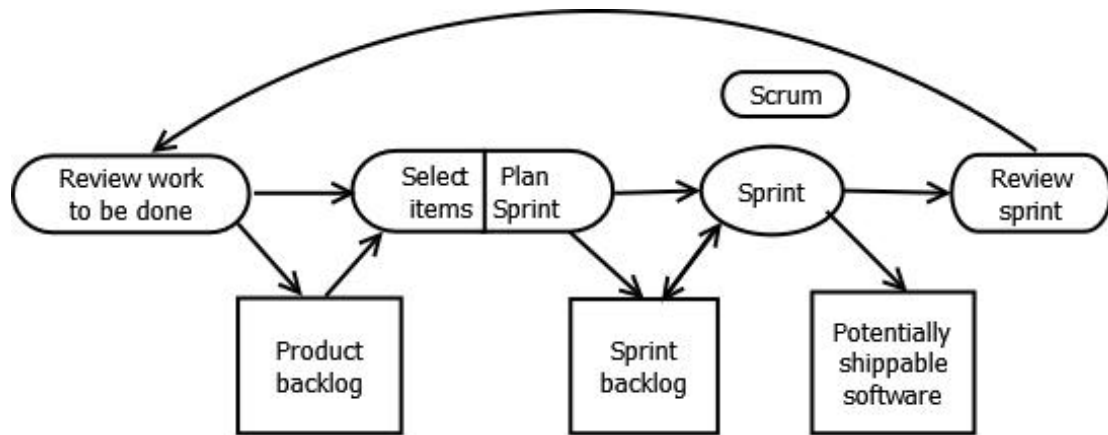 Scrum
Review work
to be done
Select
items
Plan
Sprint
Sprint
Review
sprint
Product
backlog
Sprint
backlog
Potentially
shippable
software